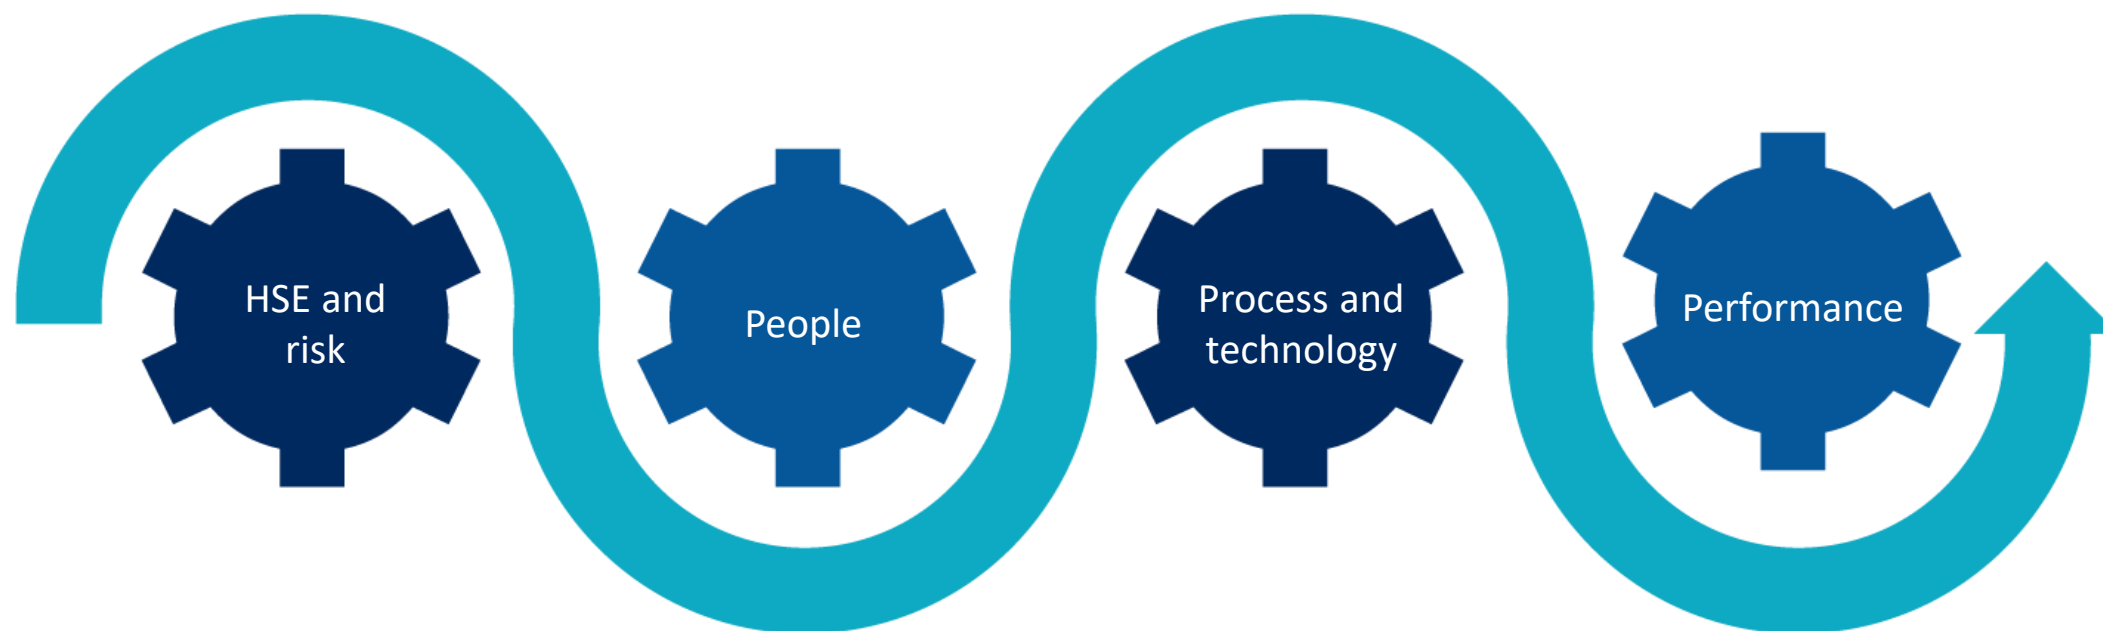 HSE and
risk
People
Process and
technology
Performance